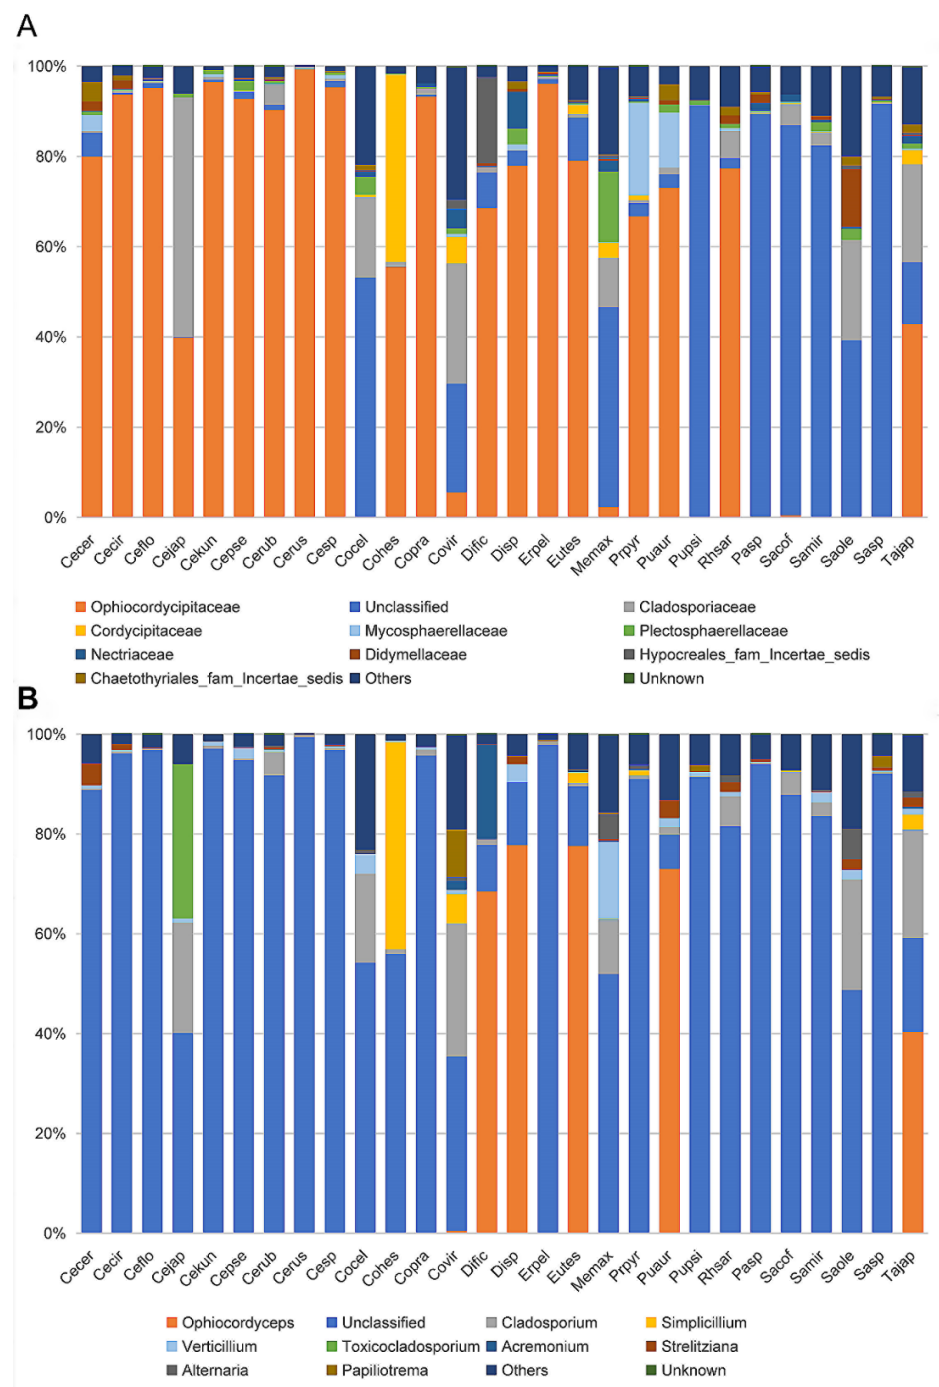 A
100%
80%
60%
40%
20%
0%
Cecer Cecir Ceflo Cejap Cekun Cepse Cerub Cerus Cesp Cocel Cohes Copra Covir Dific Disp Erpel Eutes Memax Prpyr Puaur Pupsi Rhsar Pasp Sacof Samir Saole Sasp Tajap
Ophiocordycipitaceae Unclassified Cladosporiaceae
Cordycipitaceae Mycosphaerellaceae Plectosphaerellaceae
Nectriaceae Didymellaceae Hypocreales_fam_Incertae_sedis
Chaetothyriales_fam_Incertae_sedis Others Unknown
B
100%
80%
60%
40%
20%
0%
Cecer Cecir Ceflo Cejap Cekun Cepse Cerub Cerus Cesp Cocel Cohes Copra Covir Dific Disp Erpel Eutes Memax Prpyr Puaur Pupsi Rhsar Pasp Sacof Samir Saole Sasp Tajap
Ophiocordyceps Unclassified Cladosporium Simplicillium
Verticillium Toxicocladosporium Acremonium Strelitziana
Alternaria Papiliotrema Others Unknown